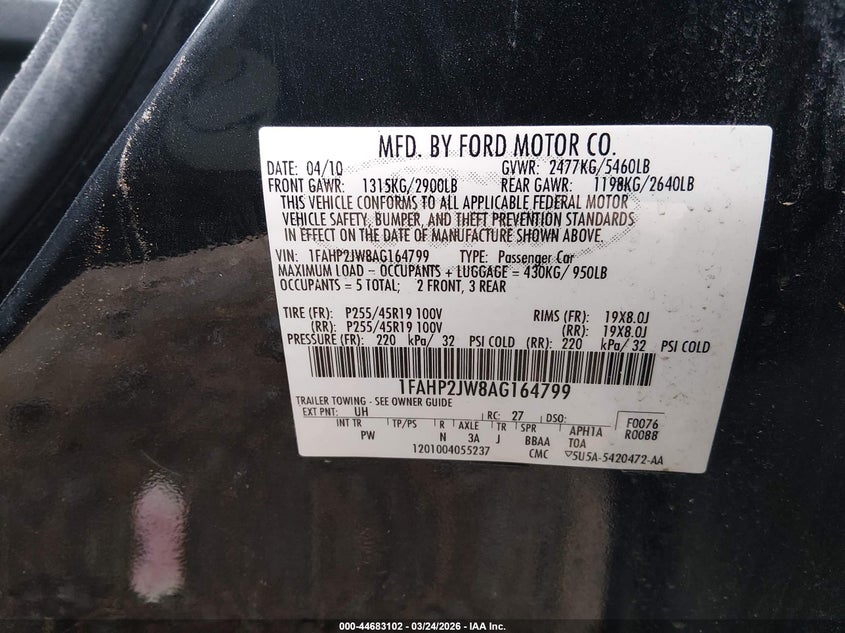 MFD. BY FORD MOTOR CO.
DATE: 04/10 GVWR: 2477KG/5460LB
FRONT GAWR: 1315KG/2900LB REAR GAWR: 1198KG/2640LB
THIS VEHICLE CONFORMS TO ALL APPLICABLE FEDERAL MOTOR
VEHICLE SAFETY, BUMPER, AND THEFT PREVENTION STANDARDS
IN EFFECT ON THE DATE OF MANUFACTURE SHOWN ABOVE.
VIN: 1FAHP2JW8AG164799 TYPE: Passenger Car
MAXIMUM LOAD – OCCUPANTS + LUGGAGE = 430KG/ 950LB
OCCUPANTS = 5 TOTAL; 2 FRONT, 3 REAR
TIRE (FR): P255/45R19 100V RIMS (FR): 19X8.0J
(RR): P255/45R19 100V (RR): 19X8.0J
PRESSURE (FR): 220 kPa/ 32 PSI COLD (RR): 220 kPa/ 32 PSI COLD
1FAHP2JW8AG164799
TRAILER TOWING - SEE OWNER GUIDE
EXT PNT: UH RC: 27 DSO: F0076
INT TR TP/PS R AXLE TR SPR APH1A R0088
PW N 3A J BBAA TOA
1201004055237 CMC ▽5U5A-5420472-AA
000-44683102 - 03/24/2026 - IAA Inc.